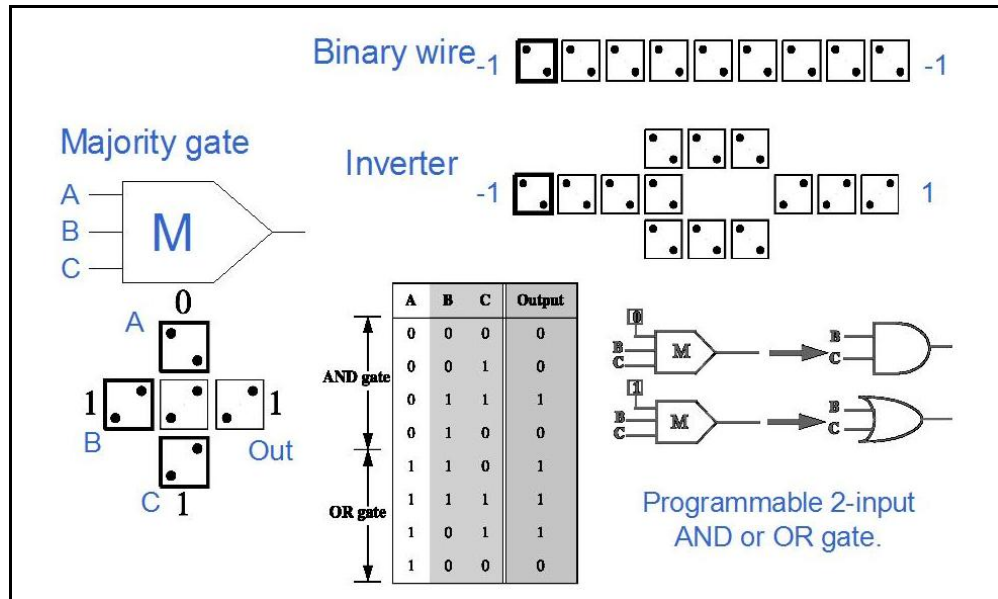 Binary wire
-1
-1
Majority gate
A
B
C
M
Inverter
-1
1
0
A
1
B
1
Out
C
1
A B C Output
0 0 0 0
0 0 1 0
0 1 1 1
0 1 0 0
1 1 0 1
1 1 1 1
1 0 1 1
1 0 0 0
AND gate
OR gate
0
B
C
M
B
C
1
B
C
M
B
C
Programmable 2-input
AND or OR gate.